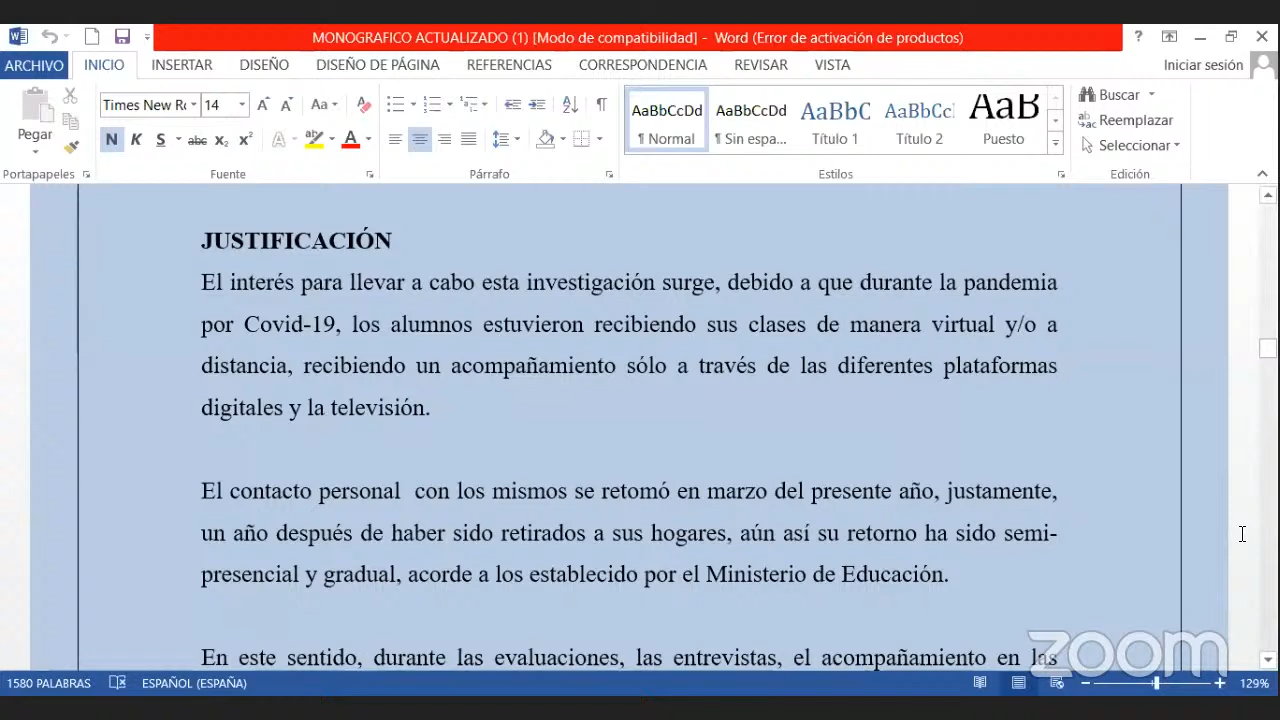 MONOGRAFICO ACTUALIZADO (1) [Modo de compatibilidad] - Word (Error de activación de productos)
ARCHIVO INICIO INSERTAR DISEÑO DISEÑO DE PÁGINA REFERENCIAS CORRESPONDENCIA REVISAR VISTA Iniciar sesión
Pegar
Times New Ro 14
N K S abc x₂ x²
Aa
A
AaBbCcDd AaBbCcDd AaBbC AaBbCcl AaB
¶ Normal ¶ Sin espa... Título 1 Título 2 Puesto
Buscar
Reemplazar
Seleccionar
Portapapeles Fuente Párrafo Estilos Edición
JUSTIFICACIÓN
El interés para llevar a cabo esta investigación surge, debido a que durante la pandemia
por Covid-19, los alumnos estuvieron recibiendo sus clases de manera virtual y/o a
distancia, recibiendo un acompañamiento sólo a través de las diferentes plataformas
digitales y la televisión.
El contacto personal con los mismos se retomó en marzo del presente año, justamente,
un año después de haber sido retirados a sus hogares, aún así su retorno ha sido semi-
presencial y gradual, acorde a los establecido por el Ministerio de Educación.
En este sentido, durante las evaluaciones, las entrevistas, el acompañamiento en las
zoom
1580 PALABRAS ESPAÑOL (ESPAÑA) 129%